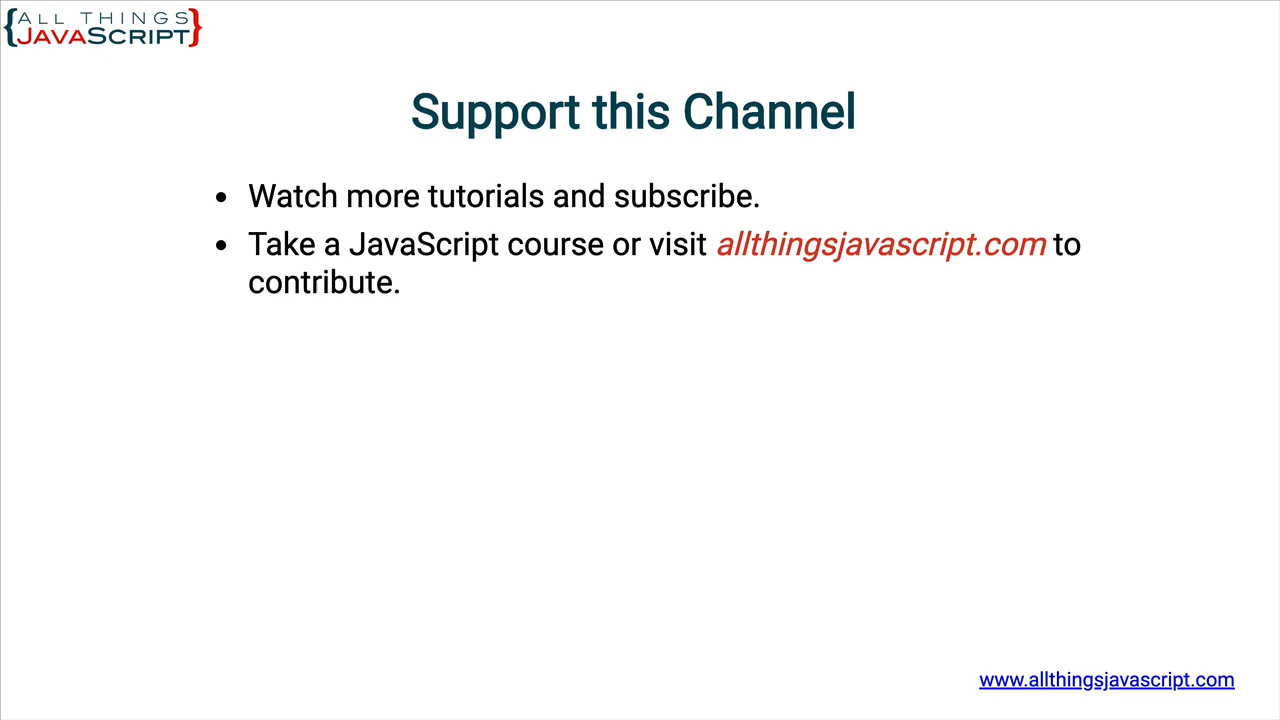 {ALL THINGS
JAVASCRIPT}
Support this Channel
• Watch more tutorials and subscribe.
• Take a JavaScript course or visit allthingsjavascript.com to
contribute.
www.allthingsjavascript.com